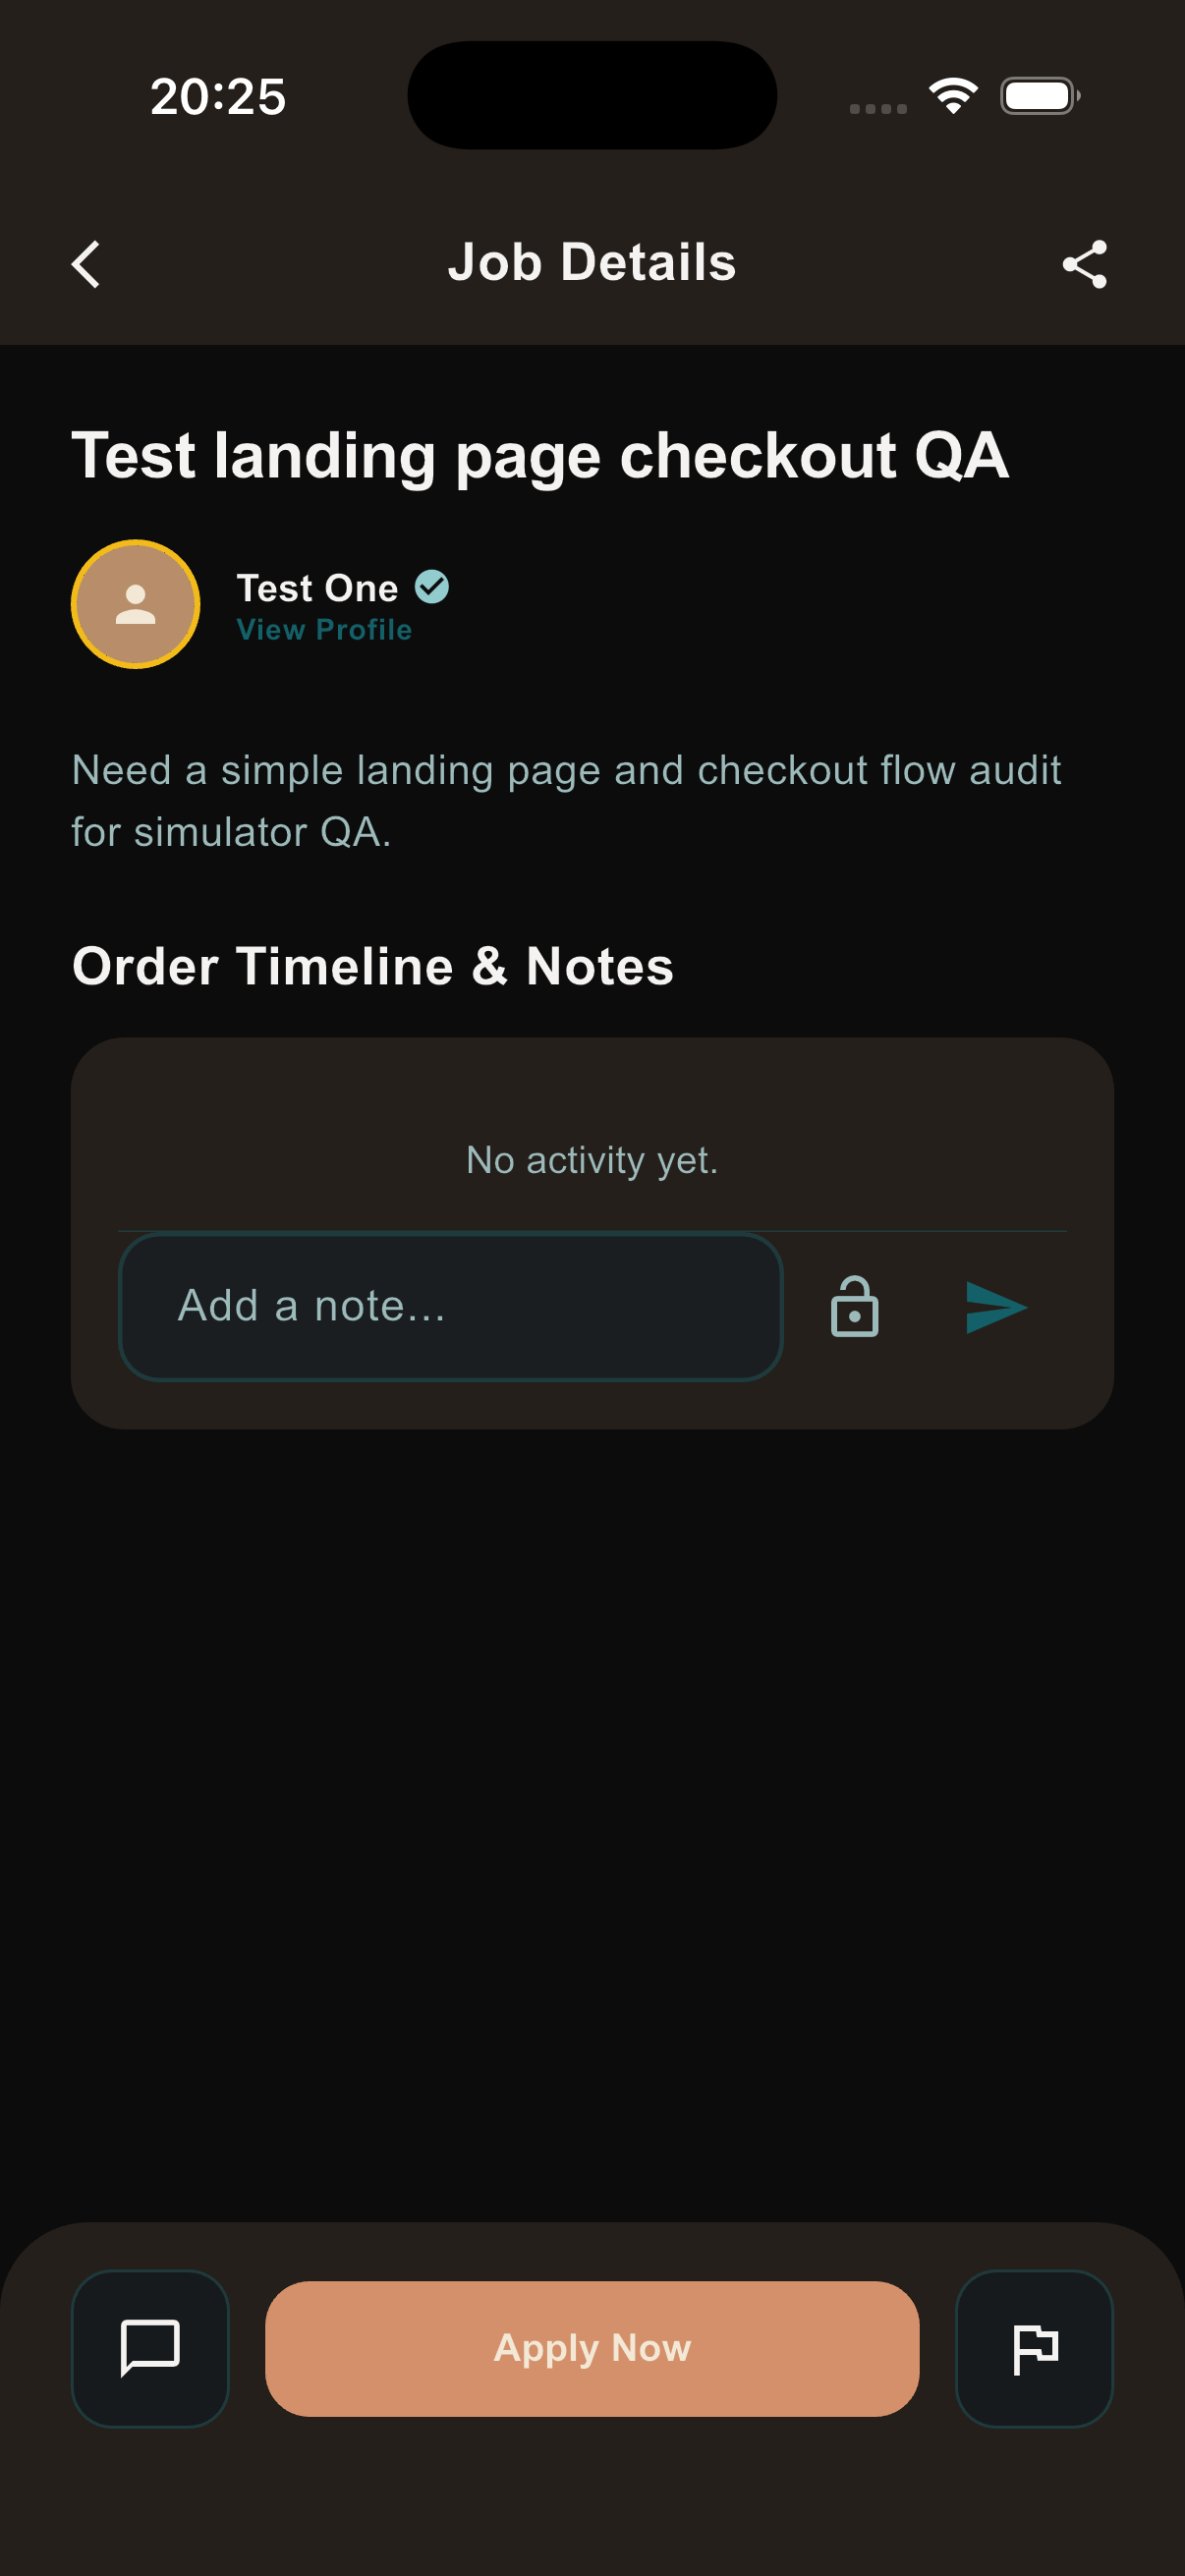 20:25
Job Details
Test landing page checkout QA
Test One
View Profile
Need a simple landing page and checkout flow audit
for simulator QA.
Order Timeline & Notes
No activity yet.
Add a note...
Apply Now